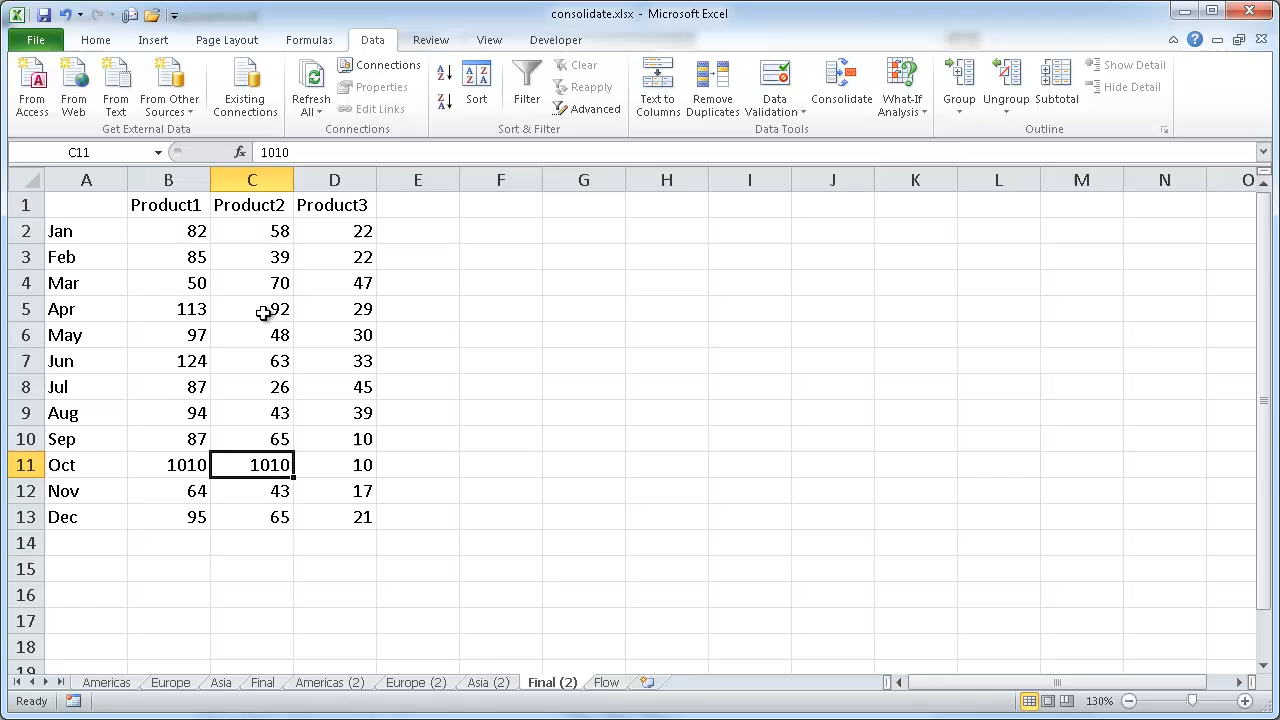 consolidate.xlsx - Microsoft Excel
File Home Insert Page Layout Formulas Data Review View Developer
From Access
From Web
From Text
From Other Sources
Existing Connections
Get External Data
Refresh All
Connections
Properties
Edit Links
Connections
Sort
Filter
Clear
Reapply
Advanced
Sort & Filter
Text to Columns
Remove Duplicates
Data Validation
Consolidate
What-If Analysis
Data Tools
Group
Ungroup
Subtotal
Show Detail
Hide Detail
Outline
C11 fx 1010
A B C D E F G H I J K L M N O
1 Product1 Product2 Product3
2 Jan 82 58 22
3 Feb 85 39 22
4 Mar 50 70 47
5 Apr 113 92 29
6 May 97 48 30
7 Jun 124 63 33
8 Jul 87 26 45
9 Aug 94 43 39
10 Sep 87 65 10
11 Oct 1010 1010 10
12 Nov 64 43 17
13 Dec 95 65 21
14
15
16
17
18
19
Americas Europe Asia Final Americas (2) Europe (2) Asia (2) Final (2) Flow
Ready 130%